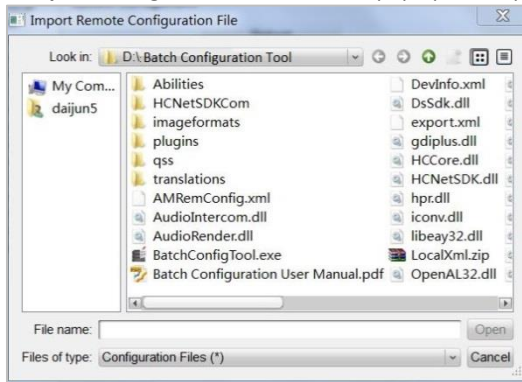 Import Remote Configuration File
Look in: D:\Batch Configuration Tool
My Com...
daijun5
Abilities
HCNetSDKCom
imageformats
plugins
qss
translations
AMRemConfig.xml
AudioIntercom.dll
AudioRender.dll
BatchConfigTool.exe
Batch Configuration User Manual.pdf
DevInfo.xml
DsSdk.dll
export.xml
gdiplus.dll
HCCore.dll
HCNetSDK.dll
hpr.dll
iconv.dll
libeay32.dll
LocalXml.zip
OpenAL32.dll
File name: Open
Files of type: Configuration Files (*) Cancel